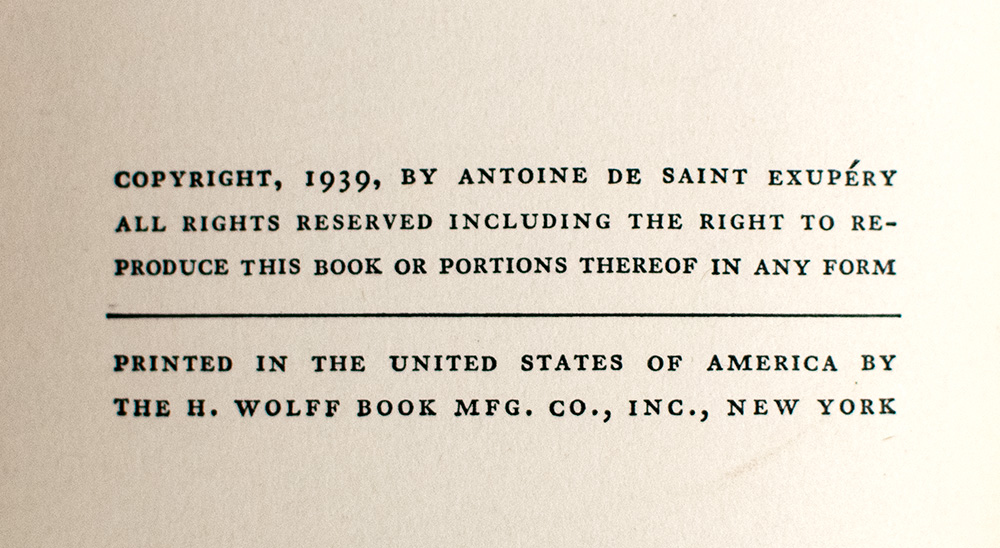 COPYRIGHT, 1939, BY ANTOINE DE SAINT EXUPÉRY
ALL RIGHTS RESERVED INCLUDING THE RIGHT TO RE-
PRODUCE THIS BOOK OR PORTIONS THEREOF IN ANY FORM
PRINTED IN THE UNITED STATES OF AMERICA BY
THE H. WOLFF BOOK MFG. CO., INC., NEW YORK